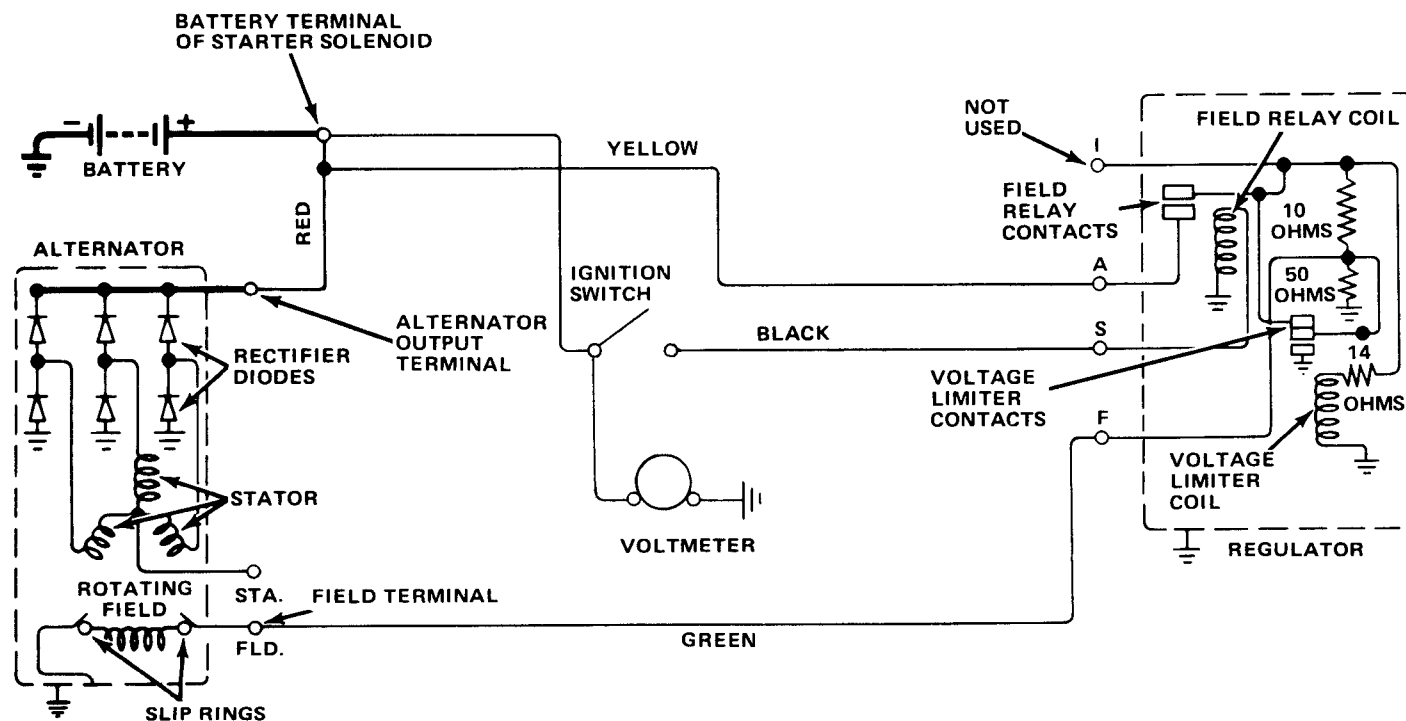 BATTERY TERMINAL
OF STARTER SOLENOID
-
+
BATTERY
YELLOW
RED
NOT
USED
I
FIELD RELAY COIL
FIELD
RELAY
CONTACTS
10
OHMS
A
50
OHMS
ALTERNATOR
IGNITION
SWITCH
ALTERNATOR
OUTPUT
TERMINAL
RECTIFIER
DIODES
BLACK
S
VOLTAGE
LIMITER
CONTACTS
14
OHMS
F
STATOR
VOLTMETER
VOLTAGE
LIMITER
COIL
REGULATOR
ROTATING
FIELD
STA.
FIELD TERMINAL
FLD.
GREEN
SLIP RINGS